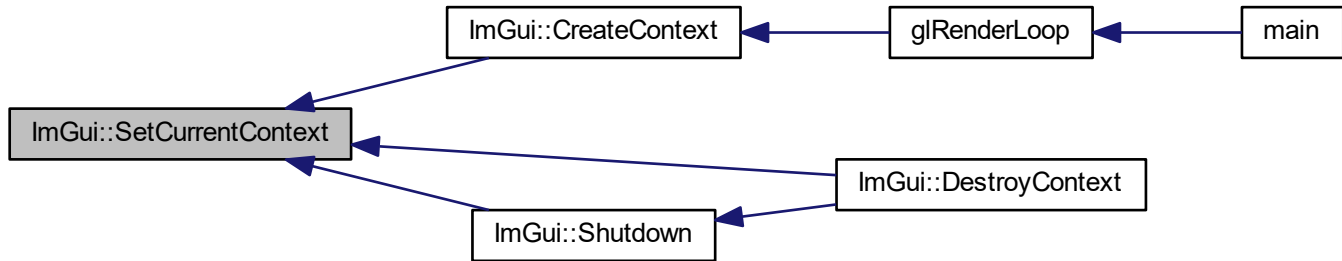 ImGui::CreateContext
glRenderLoop
main
ImGui::SetCurrentContext
ImGui::DestroyContext
ImGui::Shutdown